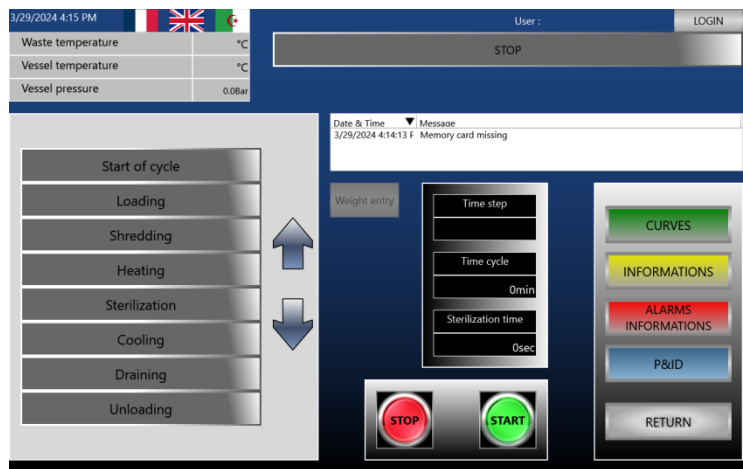 3/29/2024 4:15 PM
User :
LOGIN
Waste temperature °C
STOP
Vessel temperature °C
Vessel pressure 0.0Bar
Date & Time Message
3/29/2024 4:14:13 P Memory card missing
Start of cycle
Loading
Shredding
Heating
Sterilization
Cooling
Draining
Unloading
Weight entry
Time step
Time cycle
0min
Sterilization time
0sec
STOP
START
CURVES
INFORMATIONS
ALARMS
INFORMATIONS
P&ID
RETURN